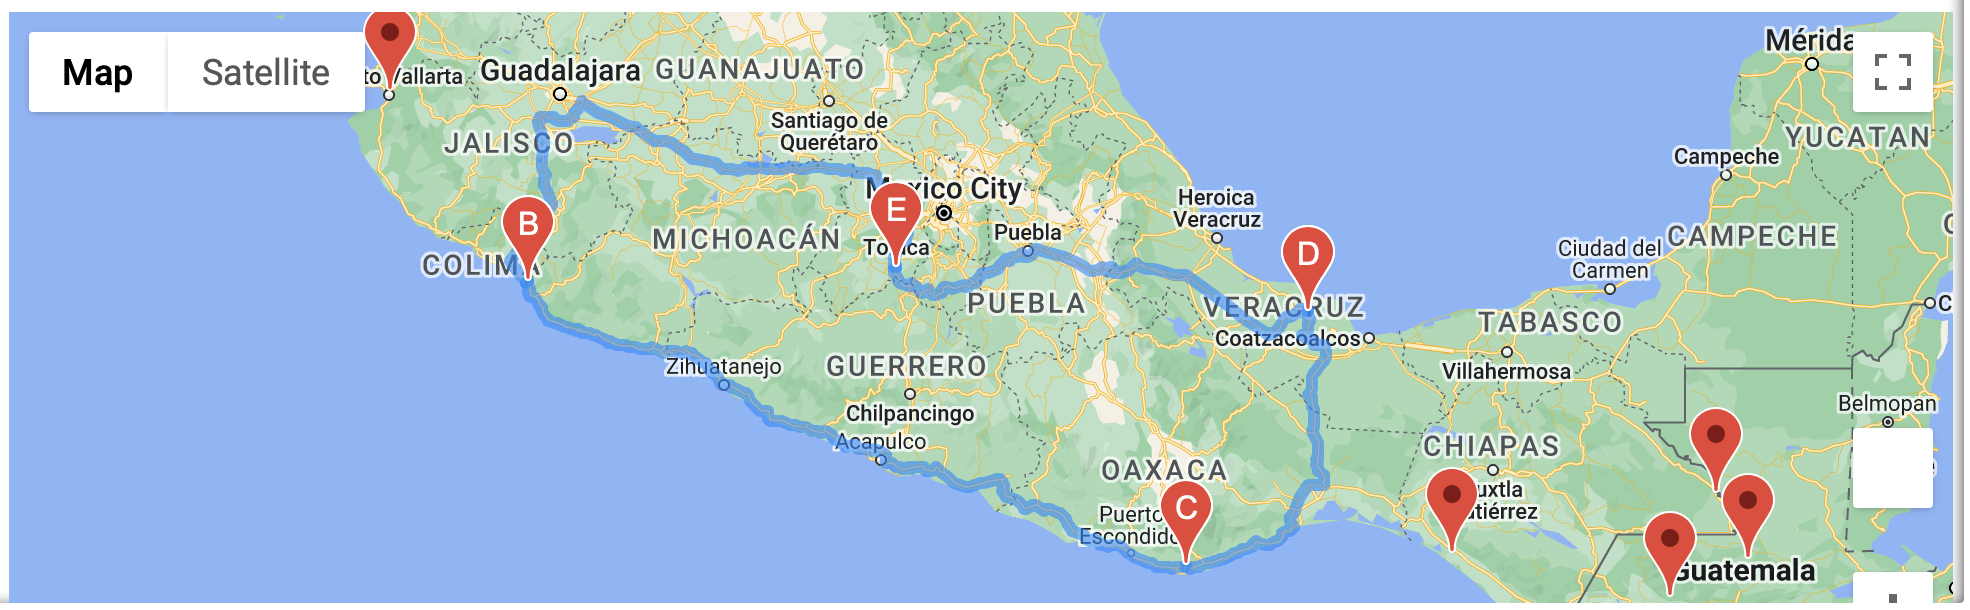 Map
Satellite
to Vallarta
Guadalajara
GUANAJUATO
Mérida
Santiago de
Querétaro
JALISCO
YUCATAN
Campeche
Mexico City
Heroica
Veracruz
B
E
Toluca
Puebla
MICHOACÁN
COLIMA
D
Ciudad del
Carmen
CAMPECHE
PUEBLA
VERACRUZ
Coatzacoalcos
TABASCO
C
Villahermosa
Zihuatanejo
GUERRERO
Chilpancingo
Acapulco
Belmopan
OAXACA
CHIAPAS
C
Puerto
Escondido
uxtla
tiérrez
Guatemala